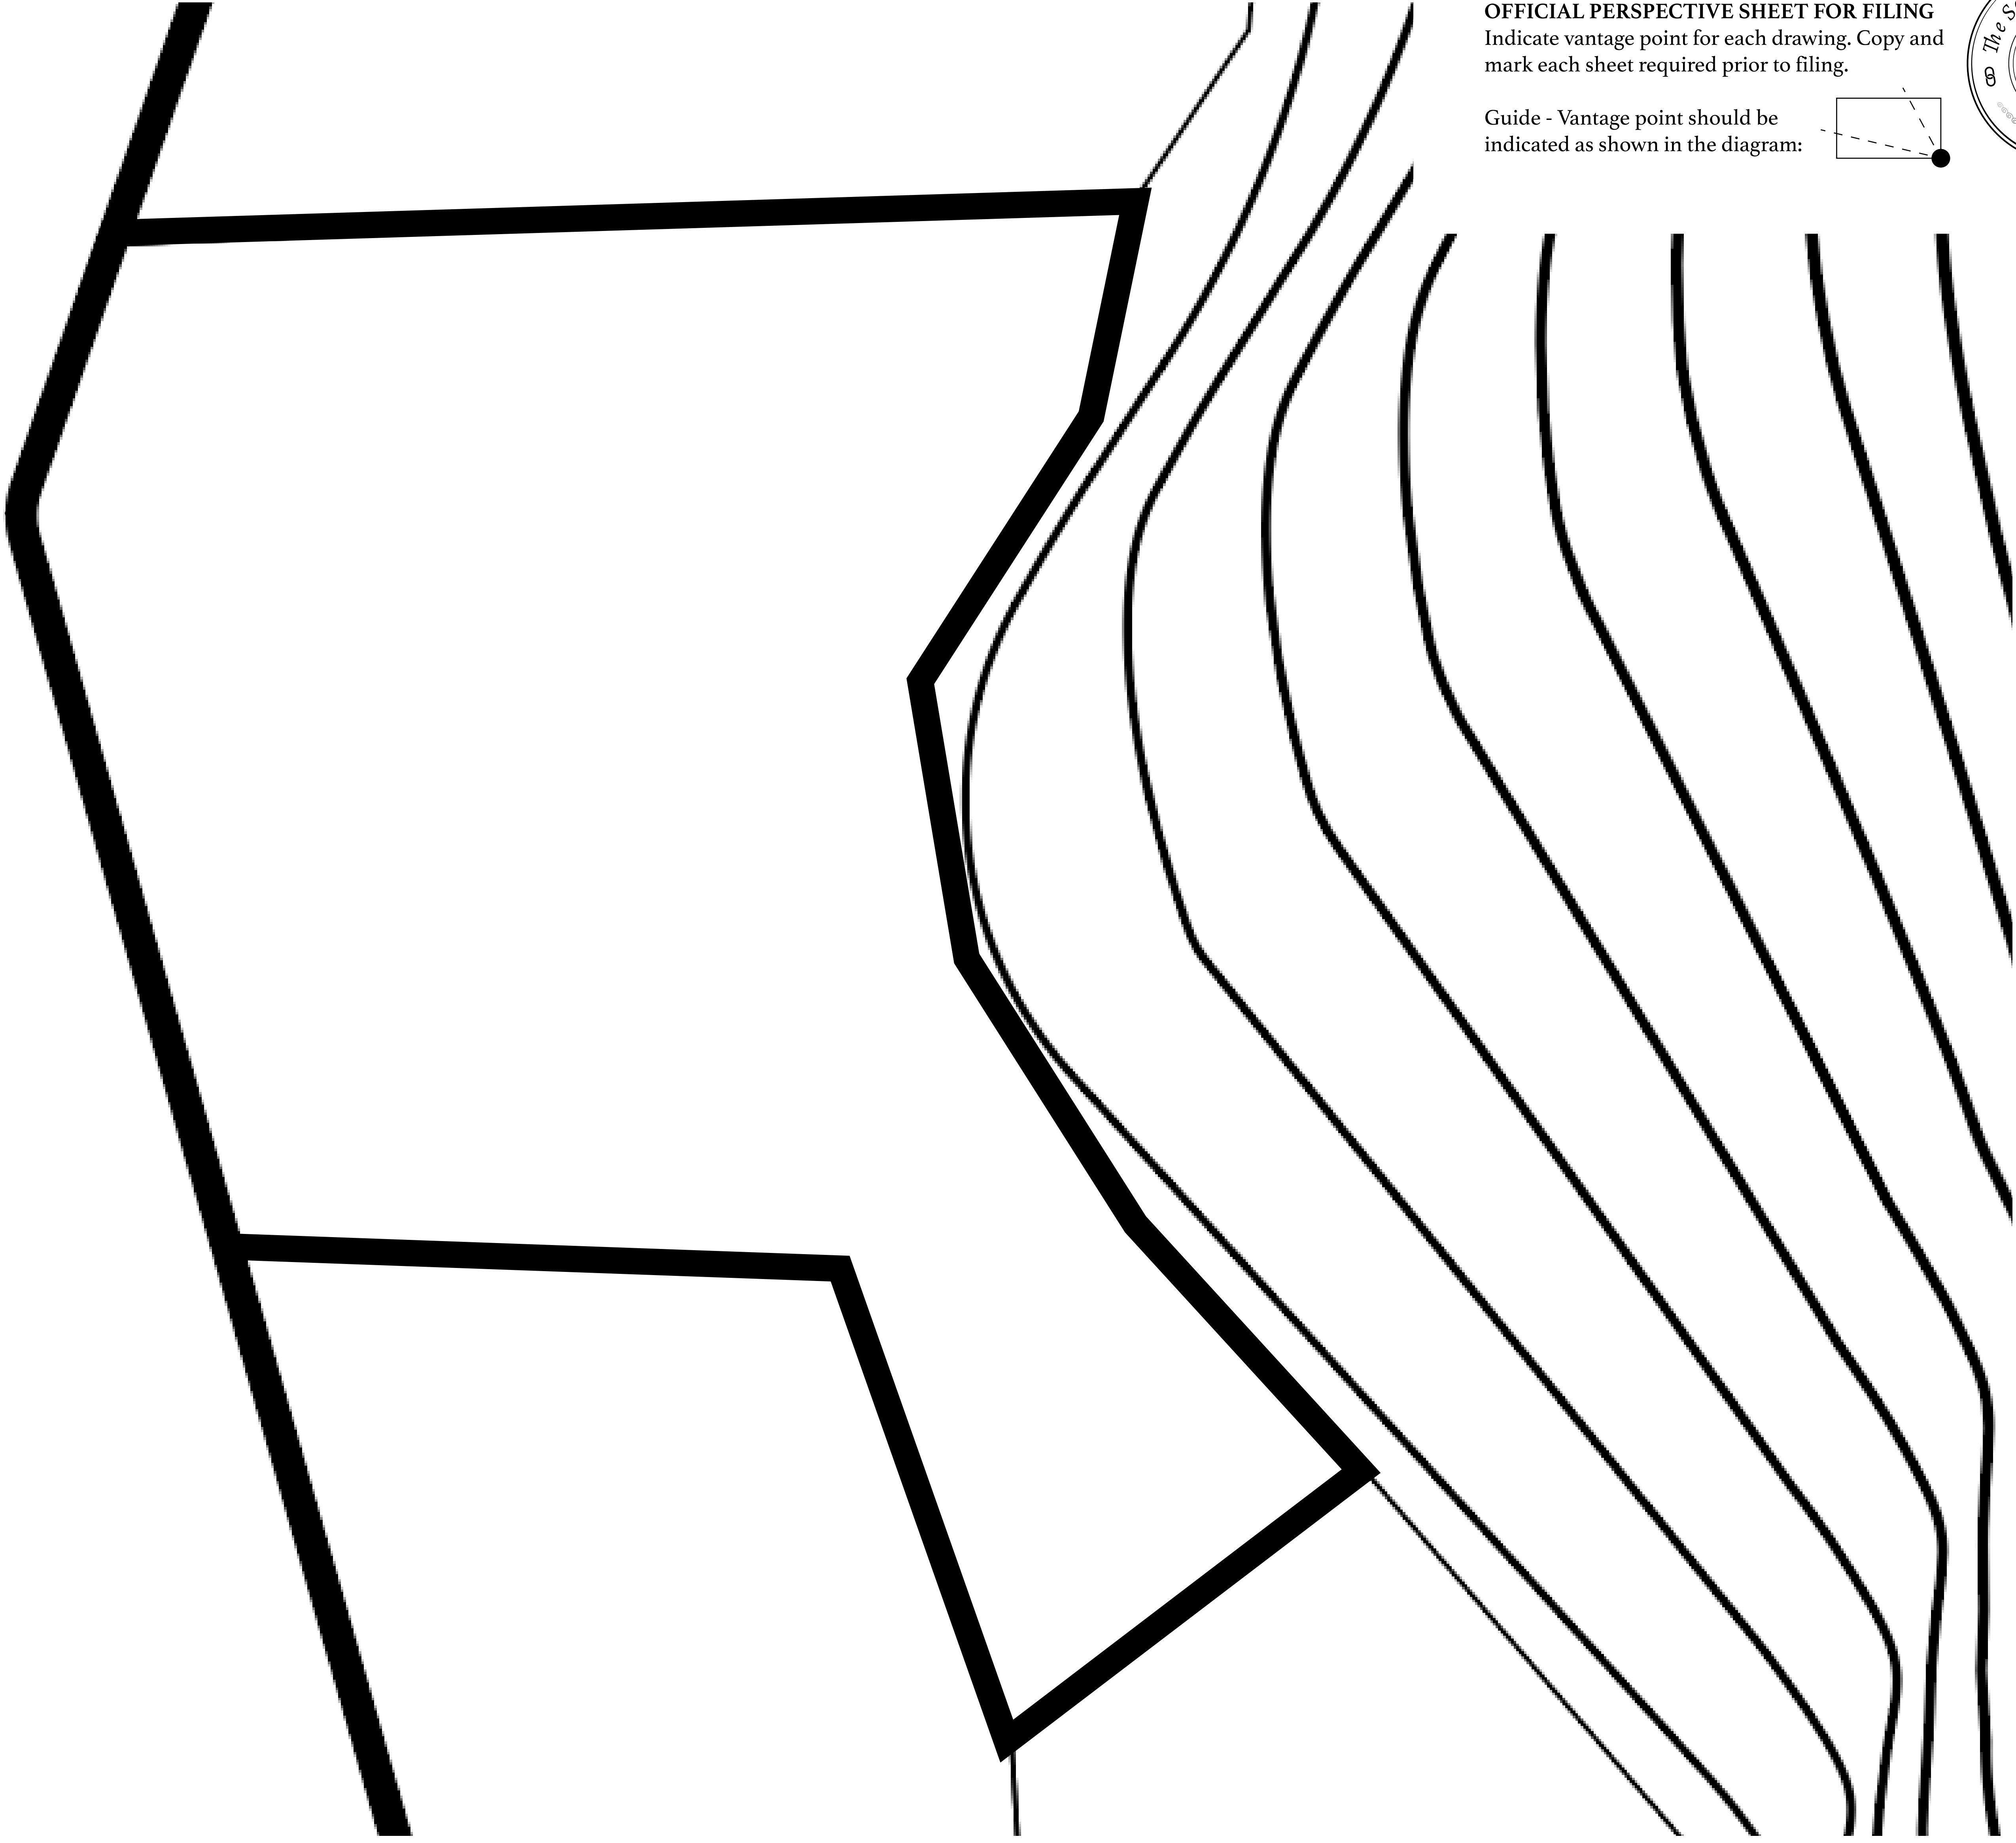 OFFICIAL PERSPECTIVE SHEET FOR FILING
Indicate vantage point for each drawing. Copy and
mark each sheet required prior to filing.
Guide - Vantage point should be
indicated as shown in the diagram:
The